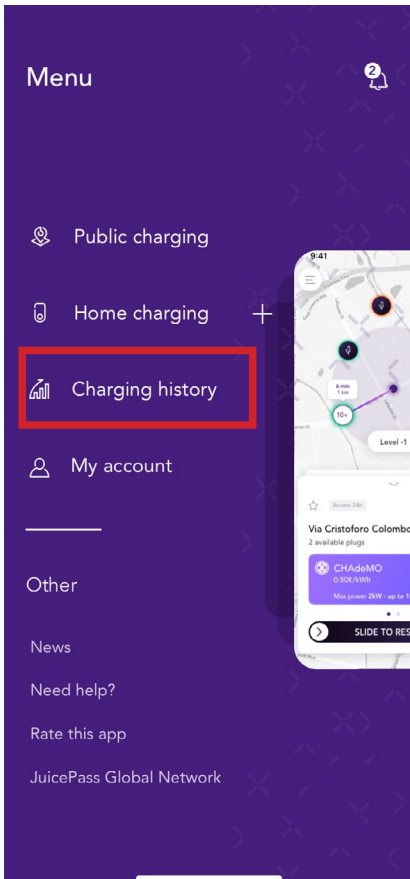 Menu
2
Public charging
Home charging
Charging history
My account
Other
News
Need help?
Rate this app
JuicePass Global Network
9:41
6 min
1 km
10+
Level -1
Access 24h
Via Cristoforo Colombo
2 available plugs
CHAdeMO
0.50€/kWh
Max power 2kW - up to 1
SLIDE TO RES